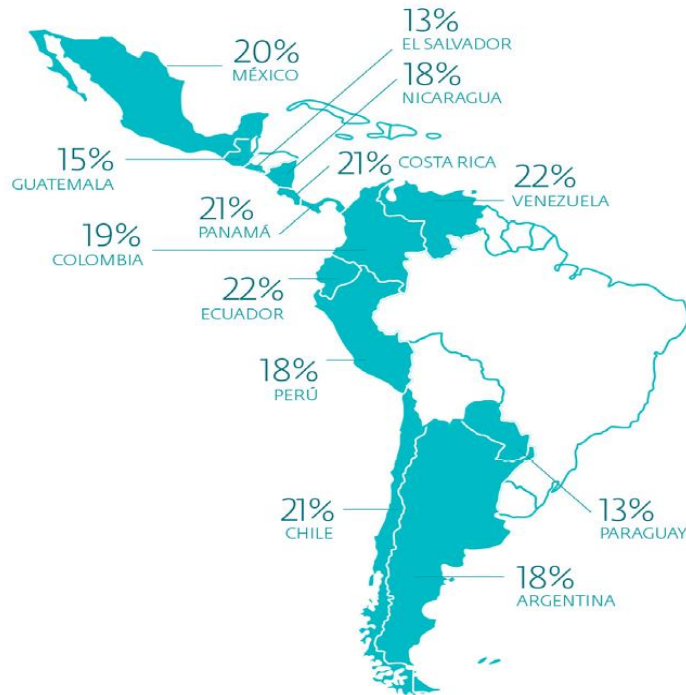 13%
EL SALVADOR
20%
MÉXICO
18%
NICARAGUA
15%
GUATEMALA
21% COSTA RICA
22%
VENEZUELA
21%
PANAMÁ
19%
COLOMBIA
22%
ECUADOR
18%
PERÚ
21%
CHILE
13%
PARAGUAY
18%
ARGENTINA